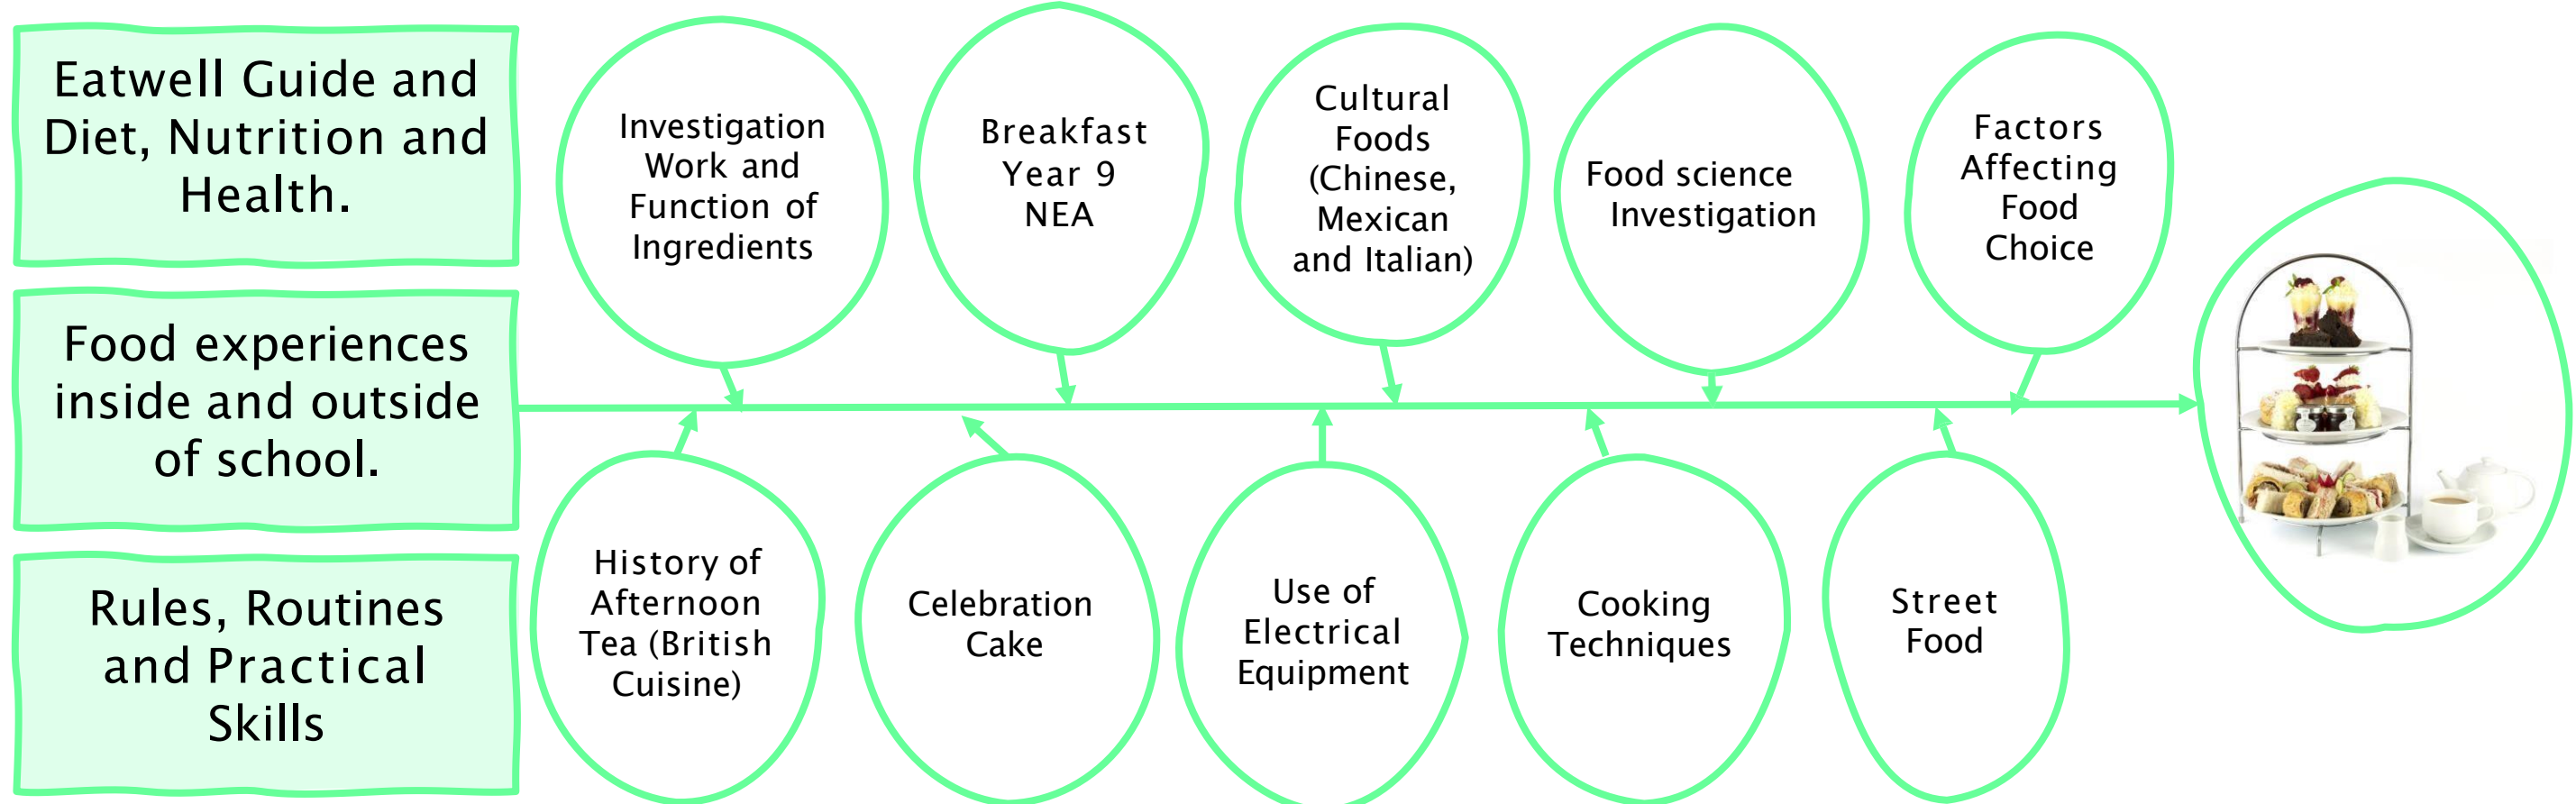 Eatwell Guide and
Diet, Nutrition and
Health.
Food experiences
inside and outside
of school.
Rules, Routines
and Practical
Skills
Investigation
Work and
Function of
Ingredients
Breakfast
Year 9
NEA
Cultural
Foods
(Chinese,
Mexican
and Italian)
Food science
Investigation
Factors
Affecting
Food
Choice
History of
Afternoon
Tea (British
Cuisine)
Celebration
Cake
Use of
Electrical
Equipment
Cooking
Techniques
Street
Food